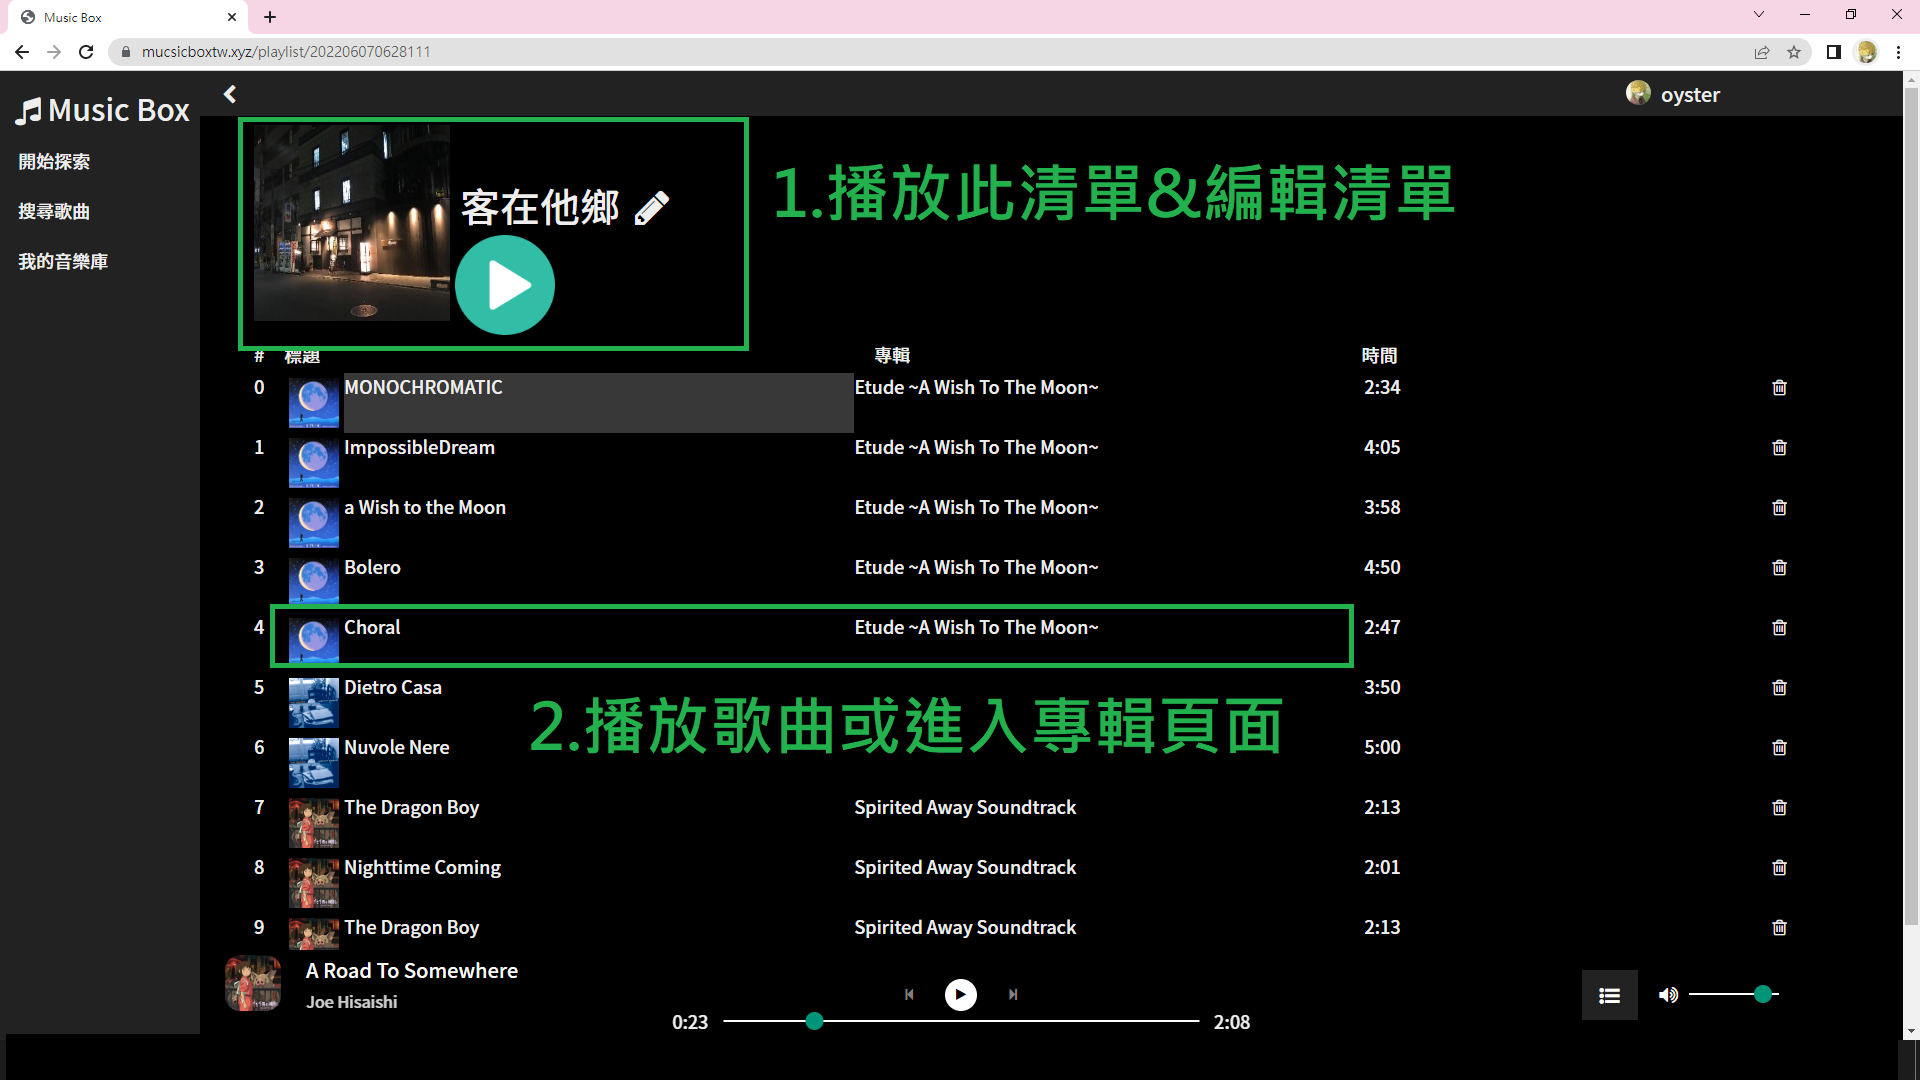 Music Box
mucsicboxtw.xyz/playlist/202206070628111
Music Box
oyster
開始探索
搜尋歌曲
我的音樂庫
客在他鄉
1.播放此清單&編輯清單
# 標題 專輯 時間
0 MONOCHROMATIC Etude ~A Wish To The Moon~ 2:34
1 ImpossibleDream Etude ~A Wish To The Moon~ 4:05
2 a Wish to the Moon Etude ~A Wish To The Moon~ 3:58
3 Bolero Etude ~A Wish To The Moon~ 4:50
4 Choral Etude ~A Wish To The Moon~ 2:47
5 Dietro Casa 3:50
2.播放歌曲或進入專輯頁面
6 Nuvole Nere 5:00
7 The Dragon Boy Spirited Away Soundtrack 2:13
8 Nighttime Coming Spirited Away Soundtrack 2:01
9 The Dragon Boy Spirited Away Soundtrack 2:13
A Road To Somewhere
Joe Hisaishi
0:23 2:08